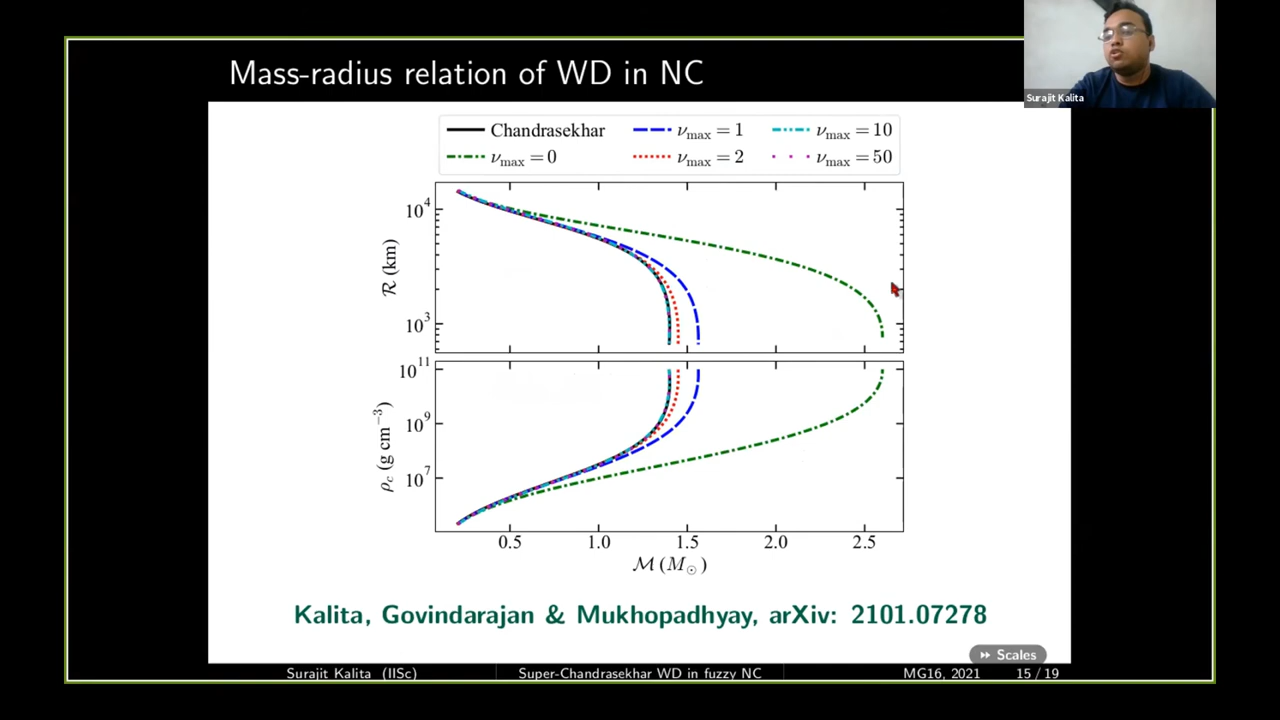 Mass-radius relation of WD in NC
Surajit Kalita
Chandrasekhar
ν_max = 0
ν_max = 1
ν_max = 2
ν_max = 10
ν_max = 50
R (km)
10^4
10^3
ρ_c (g cm^−3)
10^11
10^9
10^7
0.5 1.0 1.5 2.0 2.5
M (M_⊙)
Kalita, Govindarajan & Mukhopadhyay, arXiv: 2101.07278
Scales
Surajit Kalita (IISc) Super-Chandrasekhar WD in fuzzy NC MG16, 2021 15 / 19